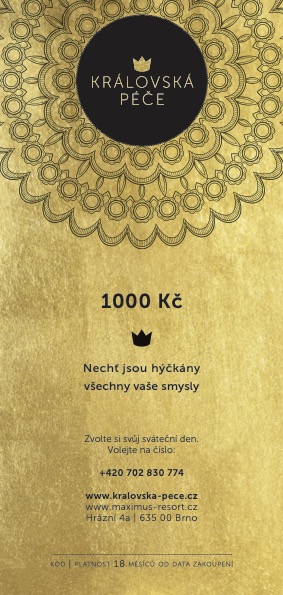 KRÁLOVSKÁ
PÉČE
1000 Kč
Nechť jsou hýčkány
všechny vaše smysly
Zvolte si svůj sváteční den.
Volejte na číslo:
+420 702 830 774
www.kralovska-pece.cz
www.maximus-resort.cz
Hrázní 4a | 635 00 Brno
KÓD | PLATNOST 18 MĚSÍCŮ OD DATA ZAKOUPENÍ